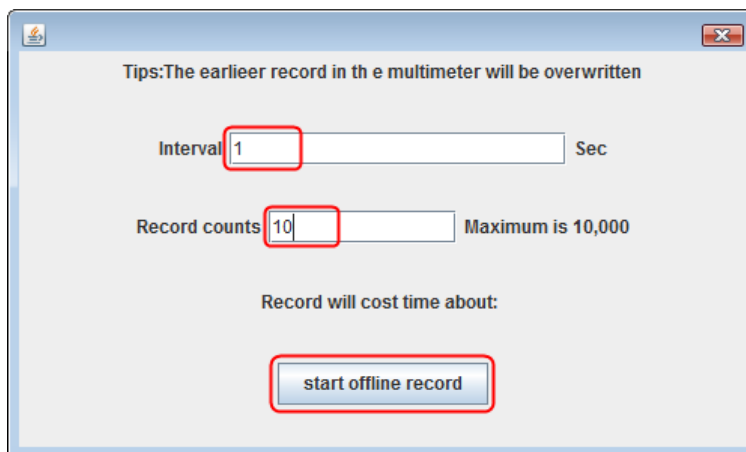 Tips:The earlieer record in th e multimeter will be overwritten
Interval 1 Sec
Record counts 10 Maximum is 10,000
Record will cost time about:
start offline record